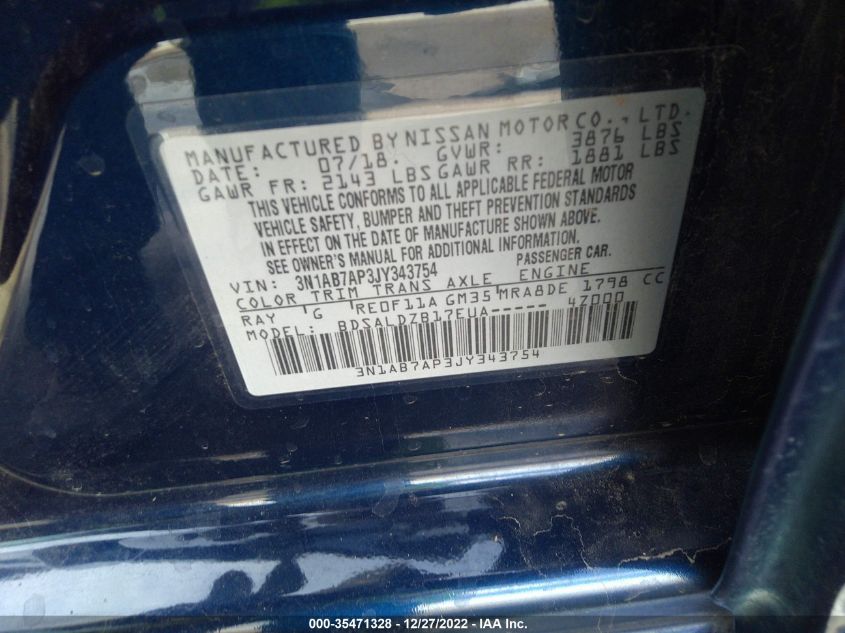 MANUFACTURED BY NISSAN MOTOR CO., LTD.
DATE: 07/18. GVWR: 3876 LBS
GAWR FR: 2143 LBS GAWR RR: 1881 LBS
THIS VEHICLE CONFORMS TO ALL APPLICABLE FEDERAL MOTOR
VEHICLE SAFETY, BUMPER AND THEFT PREVENTION STANDARDS
IN EFFECT ON THE DATE OF MANUFACTURE SHOWN ABOVE.
SEE OWNER'S MANUAL FOR ADDITIONAL INFORMATION.
VIN: 3N1AB7AP3JY343754 PASSENGER CAR.
COLOR TRIM TRANS AXLE ENGINE
RAY G RE0F11A GM35 MRA8DE 1798 CC
MODEL: BDSALDZB17EUA----- 4Z000
3N1AB7AP3JY343754
000-35471328 - 12/27/2022 - IAA Inc.